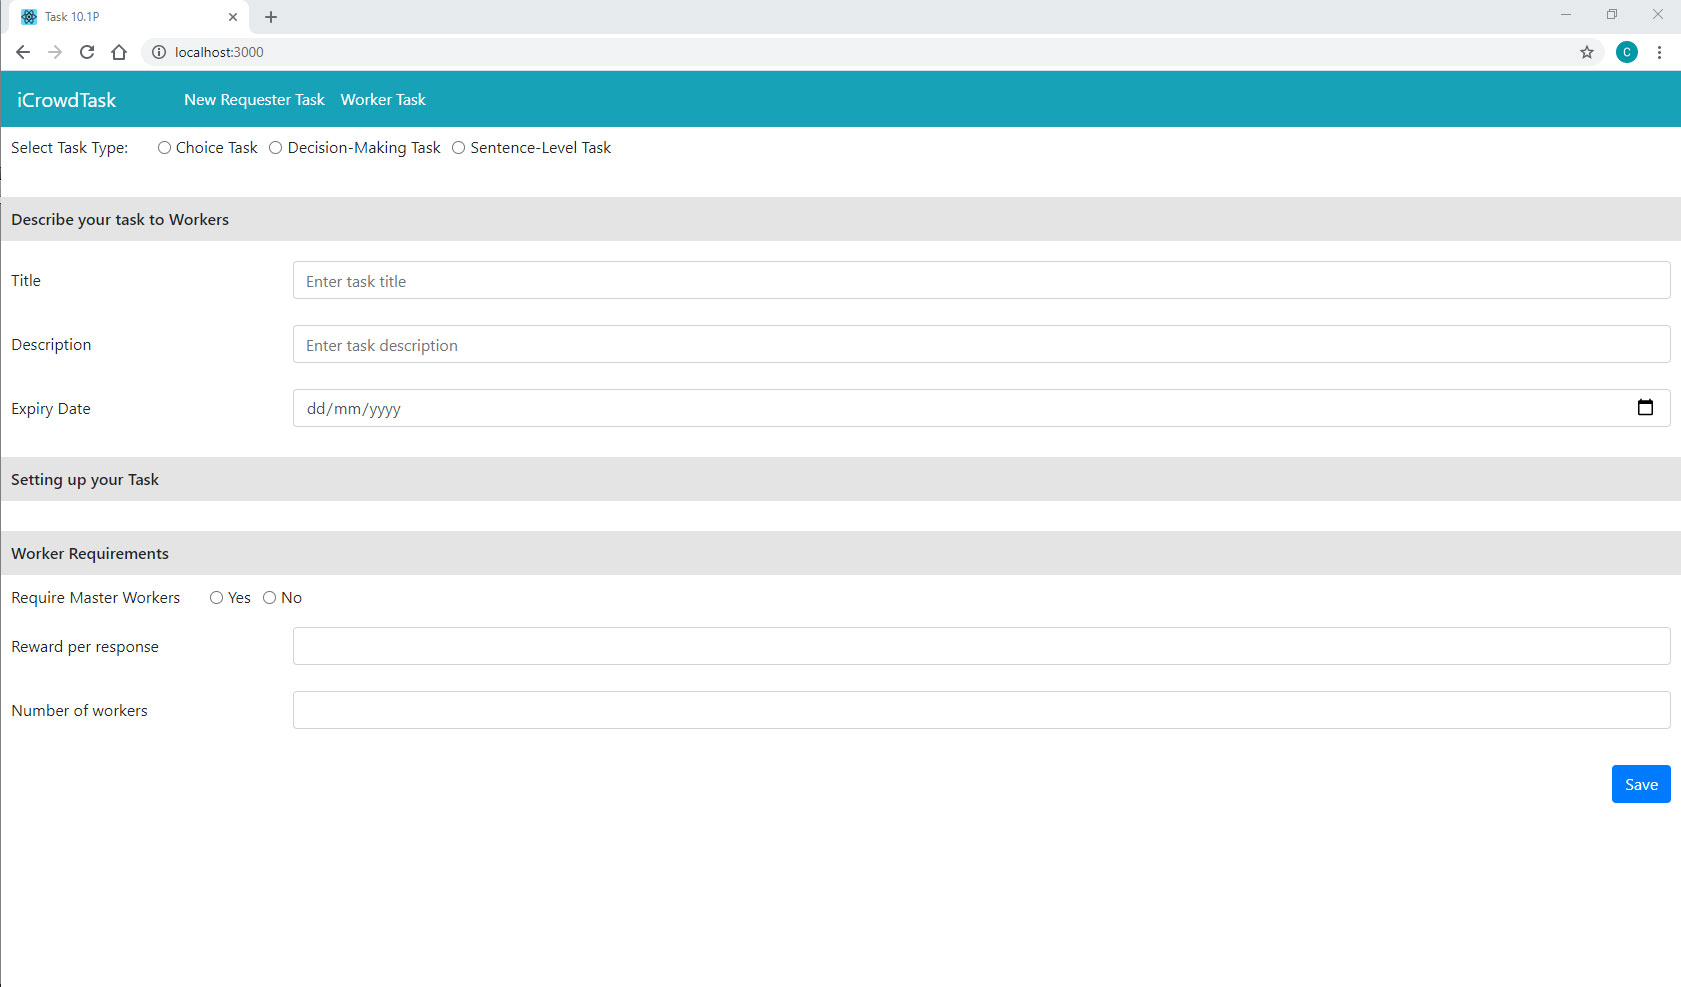 Task 10.1P
localhost:3000
C
iCrowdTask New Requester Task Worker Task
Select Task Type: Choice Task Decision-Making Task Sentence-Level Task
Describe your task to Workers
Title Enter task title
Description Enter task description
Expiry Date dd/mm/yyyy
Setting up your Task
Worker Requirements
Require Master Workers Yes No
Reward per response
Number of workers
Save